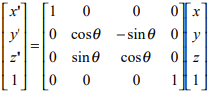 [x'] [1 0 0 0] [x]
[y'] = [0 cosθ −sinθ 0] [y]
[z'] [0 sinθ cosθ 0] [z]
[1] [0 0 0 1] [1]